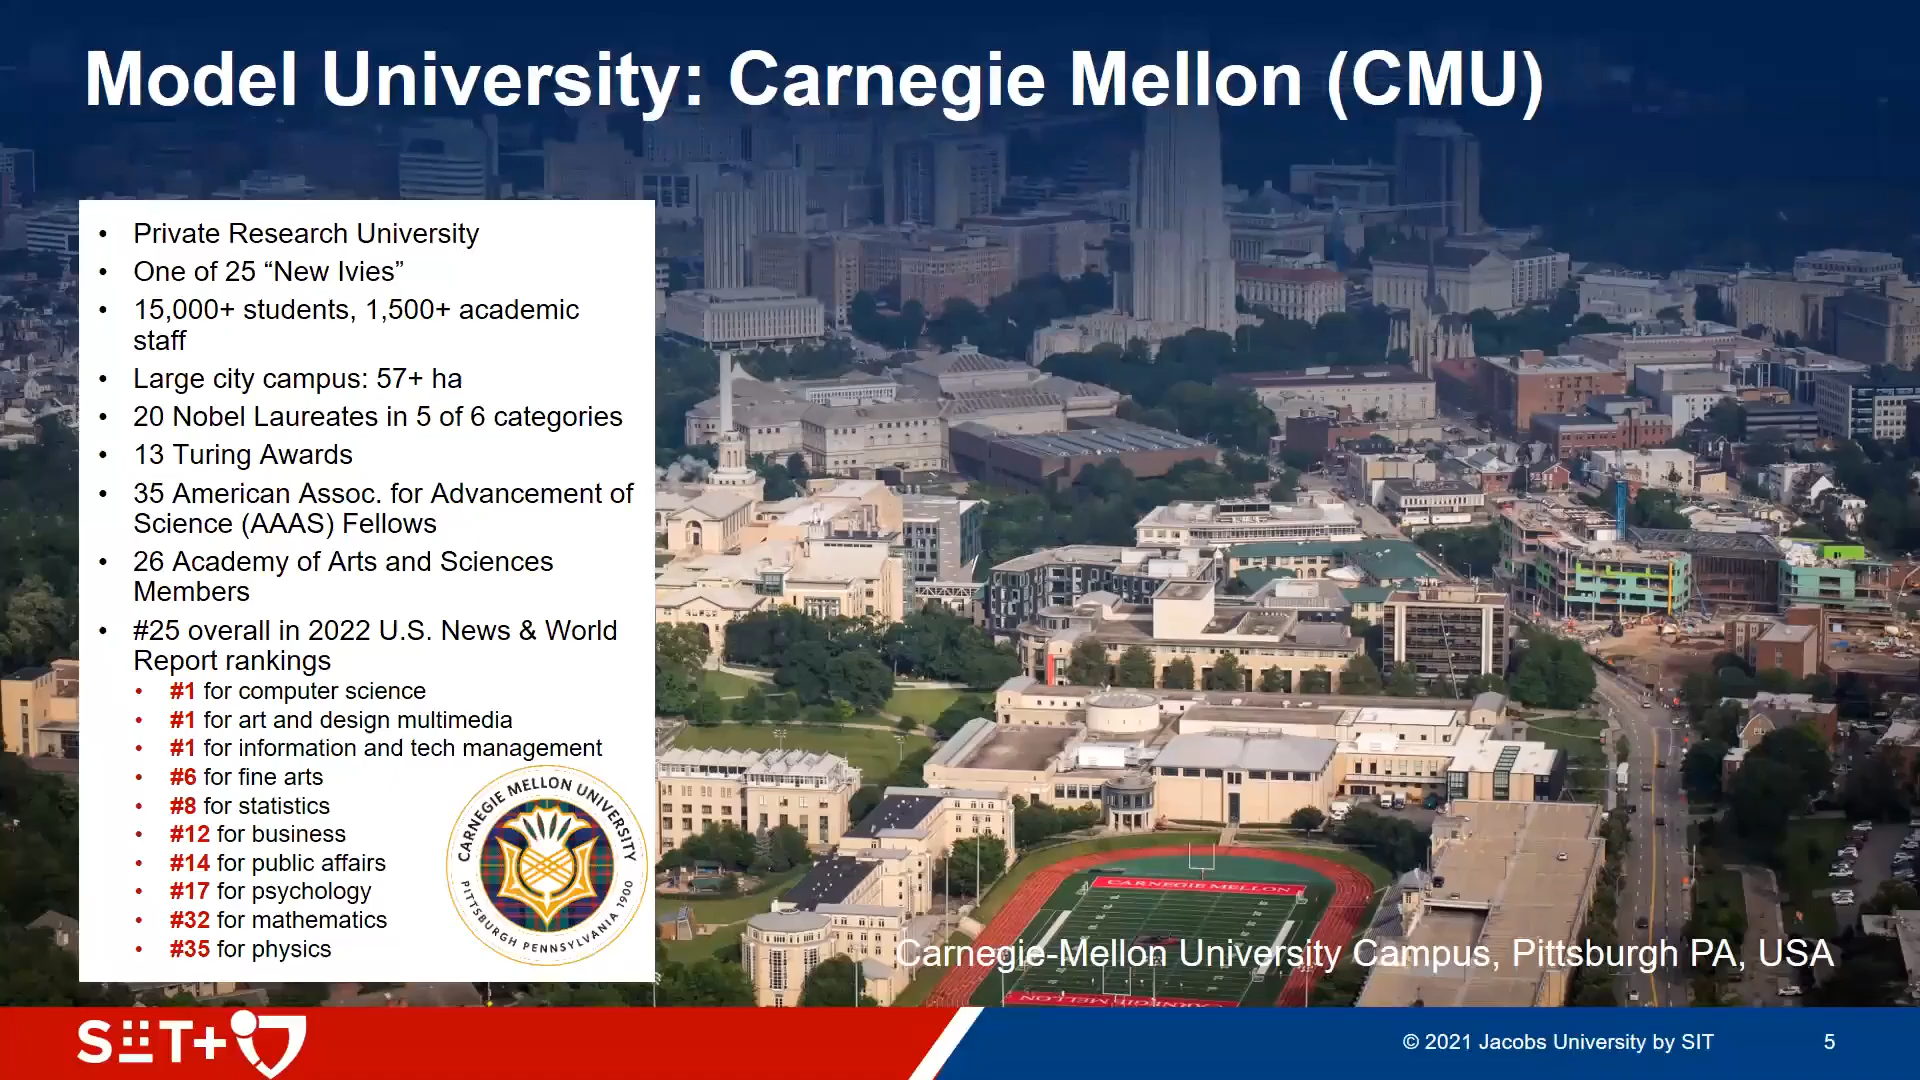 Model University: Carnegie Mellon (CMU)
• Private Research University
• One of 25 “New Ivies”
• 15,000+ students, 1,500+ academic
staff
• Large city campus: 57+ ha
• 20 Nobel Laureates in 5 of 6 categories
• 13 Turing Awards
• 35 American Assoc. for Advancement of
Science (AAAS) Fellows
• 26 Academy of Arts and Sciences
Members
• #25 overall in 2022 U.S. News & World
Report rankings
• #1 for computer science
• #1 for art and design multimedia
• #1 for information and tech management
• #6 for fine arts
• #8 for statistics
• #12 for business
• #14 for public affairs
• #17 for psychology
• #32 for mathematics
• #35 for physics
CARNEGIE MELLON UNIVERSITY
PITTSBURGH PENNSYLVANIA 1900
CARNEGIE MELLON
Carnegie-Mellon University Campus, Pittsburgh PA, USA
CARNEGIE MELLON
SIT+
© 2021 Jacobs University by SIT
5